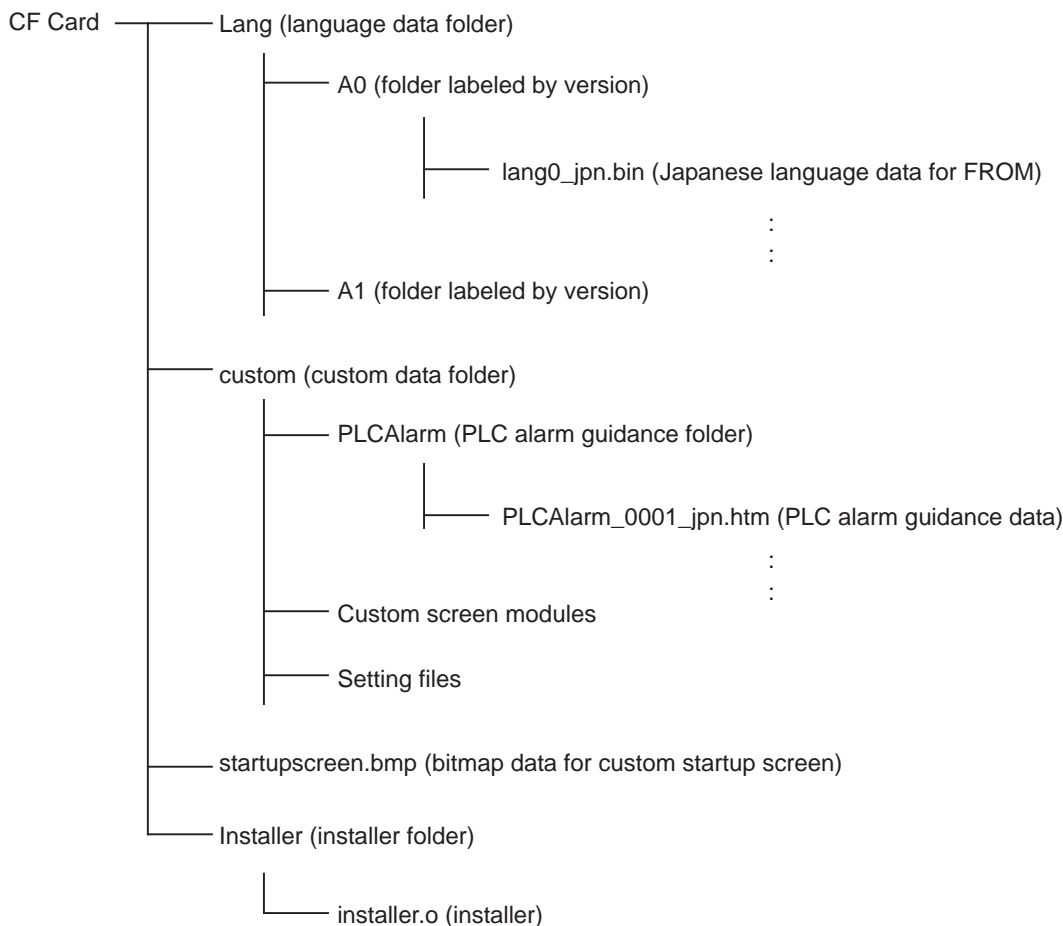 CF Card
Lang (language data folder)
A0 (folder labeled by version)
lang0_jpn.bin (Japanese language data for FROM)
:
:
A1 (folder labeled by version)
custom (custom data folder)
PLCAlarm (PLC alarm guidance folder)
PLCAlarm_0001_jpn.htm (PLC alarm guidance data)
:
:
Custom screen modules
Setting files
startupscreen.bmp (bitmap data for custom startup screen)
Installer (installer folder)
installer.o (installer)